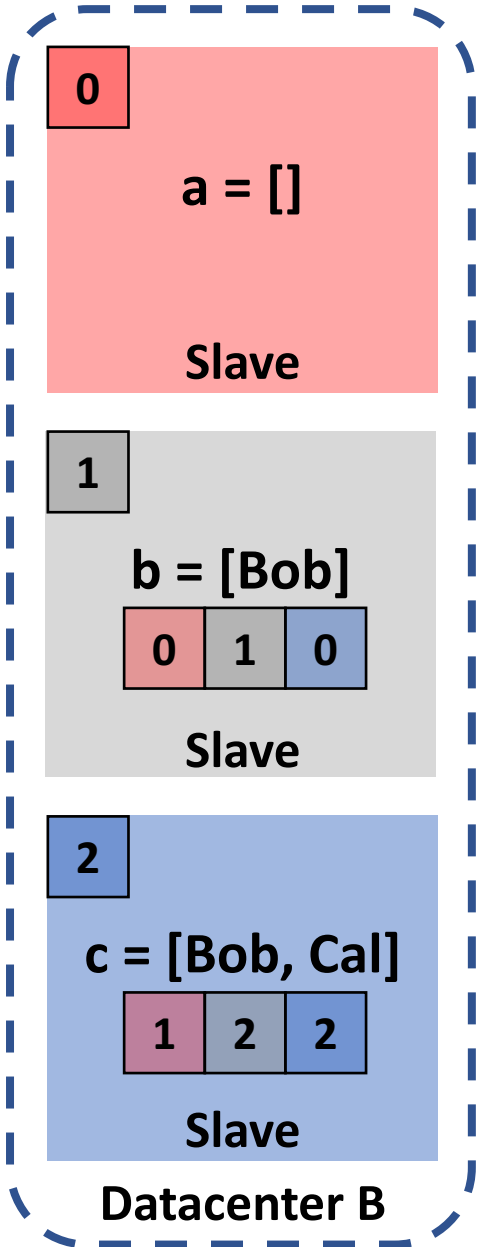 0
a = []
Slave
1
b = [Bob]
0 1 0
Slave
2
c = [Bob, Cal]
1 2 2
Slave
Datacenter B